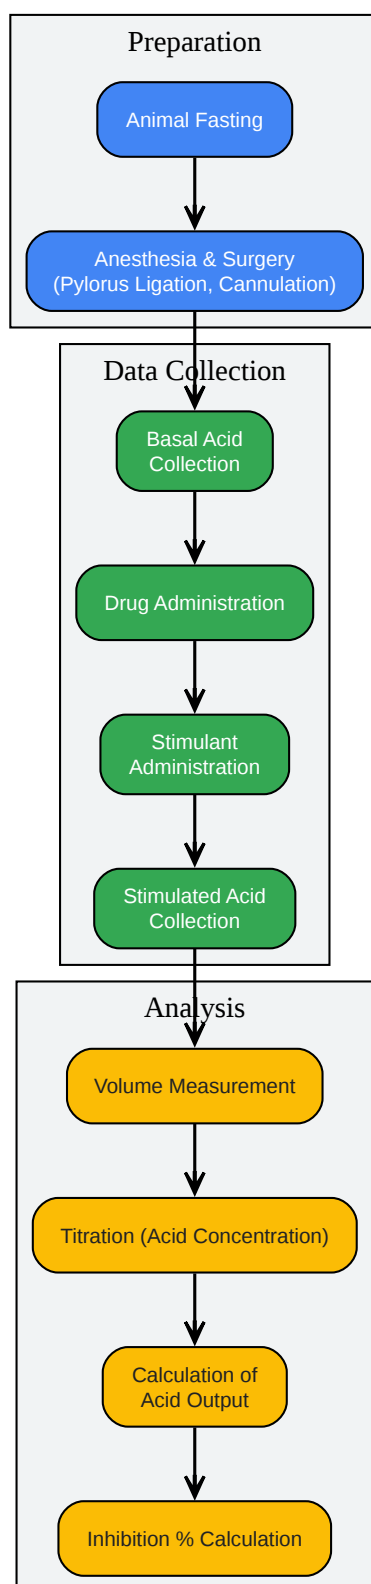 Preparation
Animal Fasting
Anesthesia & Surgery
(Pylorus Ligation, Cannulation)
Data Collection
Basal Acid
Collection
Drug Administration
Stimulant
Administration
Stimulated Acid
Collection
Analysis
Volume Measurement
Titration (Acid Concentration)
Calculation of
Acid Output
Inhibition % Calculation